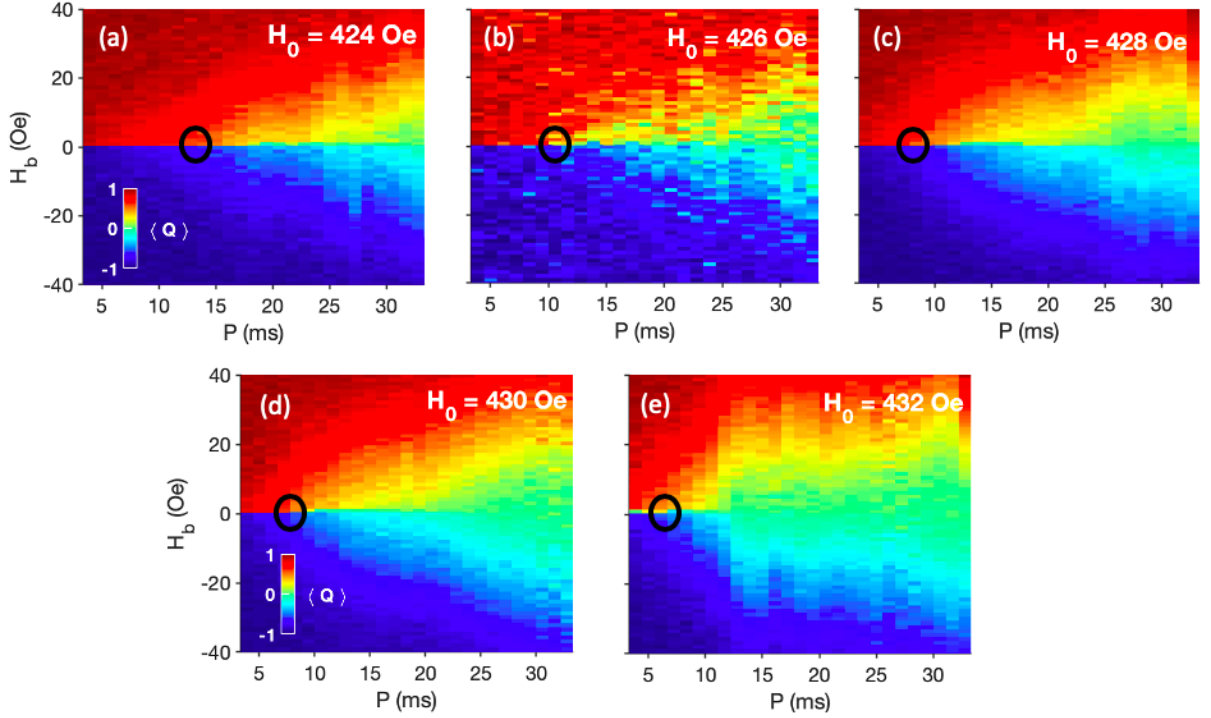 (a) H0 = 424 Oe
(b) H0 = 426 Oe
(c) H0 = 428 Oe
40
20
0
-20
-40
Hb (Oe)
1
0
-1
⟨ Q ⟩
5 10 15 20 25 30
P (ms)
5 10 15 20 25 30
P (ms)
5 10 15 20 25 30
P (ms)
(d) H0 = 430 Oe
(e) H0 = 432 Oe
40
20
0
-20
-40
Hb (Oe)
1
0
-1
⟨ Q ⟩
5 10 15 20 25 30
P (ms)
5 10 15 20 25 30
P (ms)